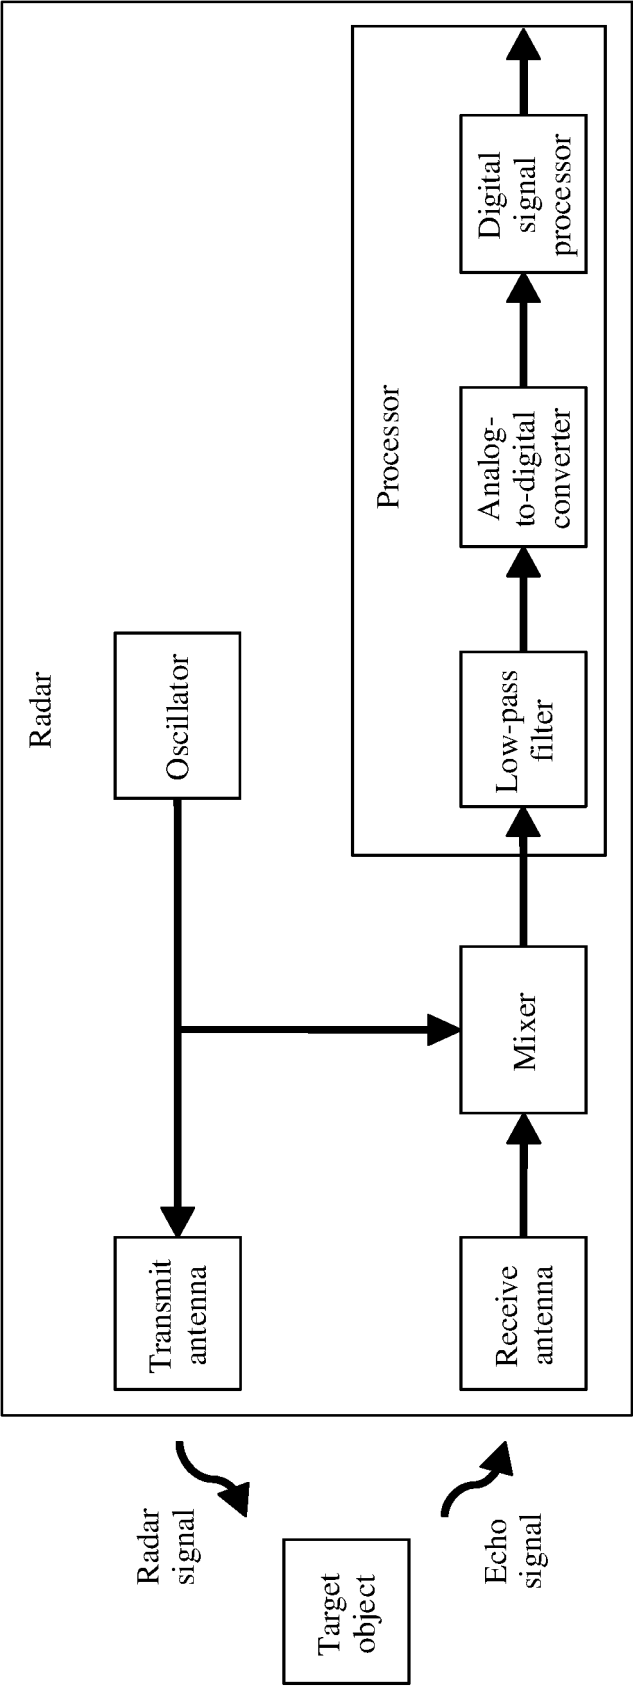 Radar
Radar
signal
Transmit
antenna
Oscillator
Target
object
Processor
Echo
signal
Receive
antenna
Mixer
Low-pass
filter
Analog-
to-digital
converter
Digital
signal
processor